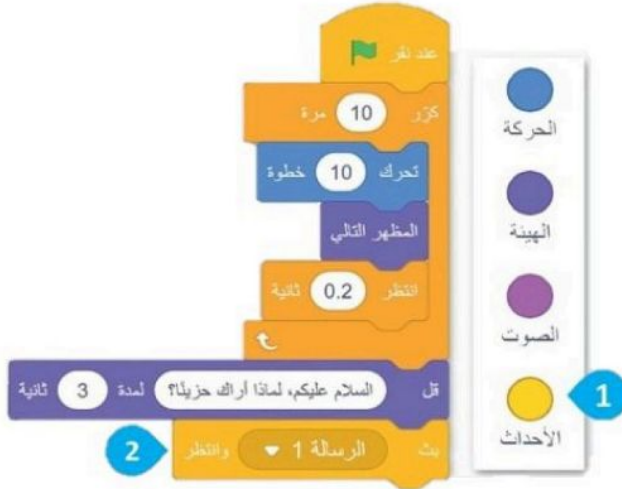 عند نقر
كرّر 10 مرة
تحرك 10 خطوة
المظهر التالي
انتظر 0.2 ثانية
قل السلام عليكم، لماذا أراك حزينًا؟ لمدة 3 ثانية
بث الرسالة 1 وانتظر
2
الحركة
الهيئة
الصوت
الأحداث
1